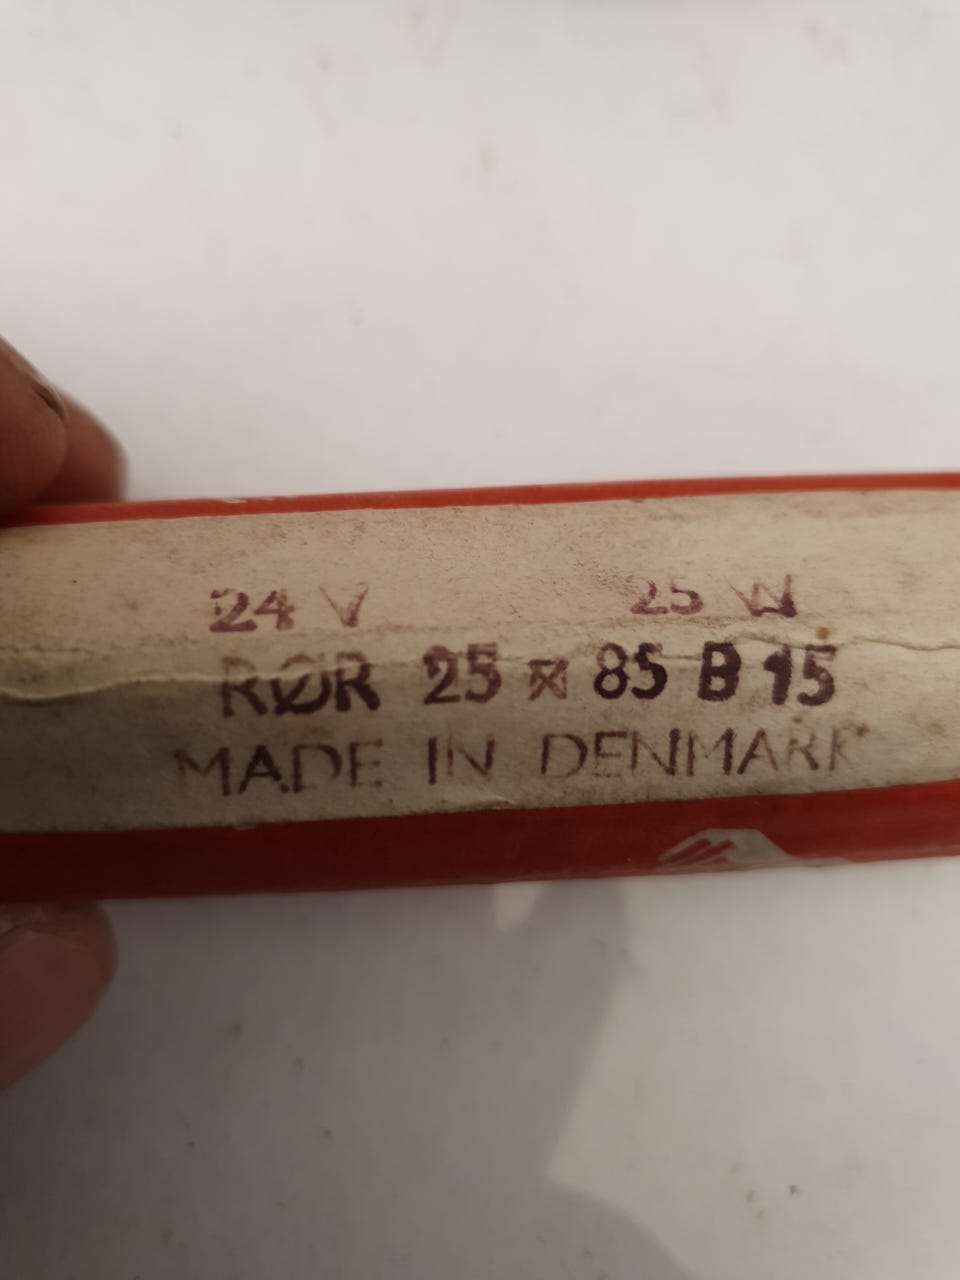 24 V 25 W
RØR 25 x 85 B 15
MADE IN DENMARK